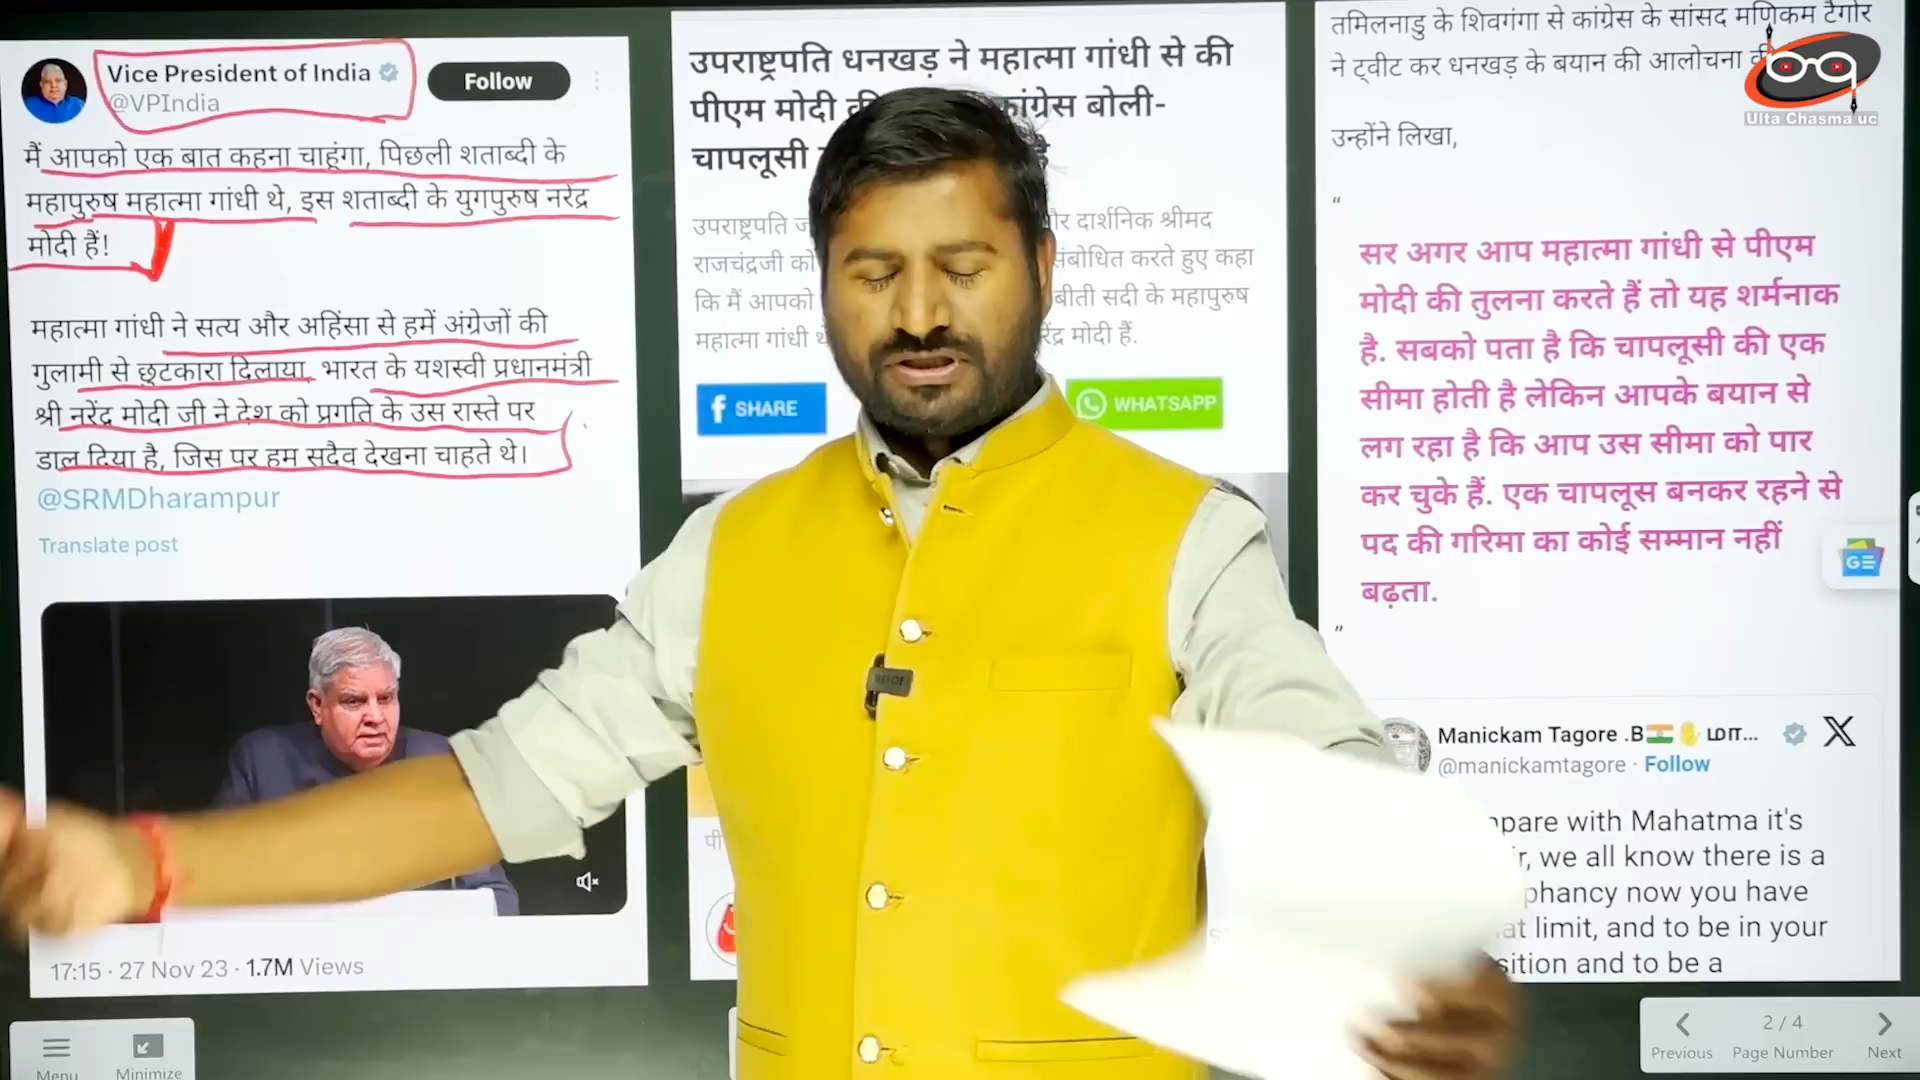 Vice President of India
@VPIndia
Follow
मैं आपको एक बात कहना चाहूंगा, पिछली शताब्दी के
महापुरुष महात्मा गांधी थे, इस शताब्दी के युगपुरुष नरेंद्र
मोदी हैं!
महात्मा गांधी ने सत्य और अहिंसा से हमें अंग्रेजों की
गुलामी से छूटकारा दिलाया, भारत के यशस्वी प्रधानमंत्री
श्री नरेंद्र मोदी जी ने देश को प्रगति के उस रास्ते पर
डाल दिया है, जिस पर हम सदैव देखना चाहते थे।
@SRMDharampur
Translate post
17:15 · 27 Nov 23 · 1.7M Views
Menu
Minimize
उपराष्ट्रपति धनखड़ ने महात्मा गांधी से की
पीएम मोदी कांग्रेस बोली-
चापलूसी
उपराष्ट्रपति दार्शनिक श्रीमद
राजचंद्रजी को संबोधित करते हुए कहा
कि मैं आपको बीती सदी के महापुरुष
महात्मा गांधी मोदी हैं.
SHARE
WHATSAPP
तमिलनाडु के शिवगंगा से कांग्रेस के सांसद मणिकम टैगोर
ने ट्वीट कर धनखड़ के बयान की आलोचना
उन्होंने लिखा,
“
सर अगर आप महात्मा गांधी से पीएम
मोदी की तुलना करते हैं तो यह शर्मनाक
है. सबको पता है कि चापलूसी की एक
सीमा होती है लेकिन आपके बयान से
लग रहा है कि आप उस सीमा को पार
कर चुके हैं. एक चापलूस बनकर रहने से
पद की गरिमा का कोई सम्मान नहीं
बढ़ता.
”
Manickam Tagore .B மா...
@manickamtagore · Follow
with Mahatma it's
we all know there is a
now you have
limit, and to be in your
and to be a
Ulta Chasma uc
GE
2 / 4
Previous Page Number Next